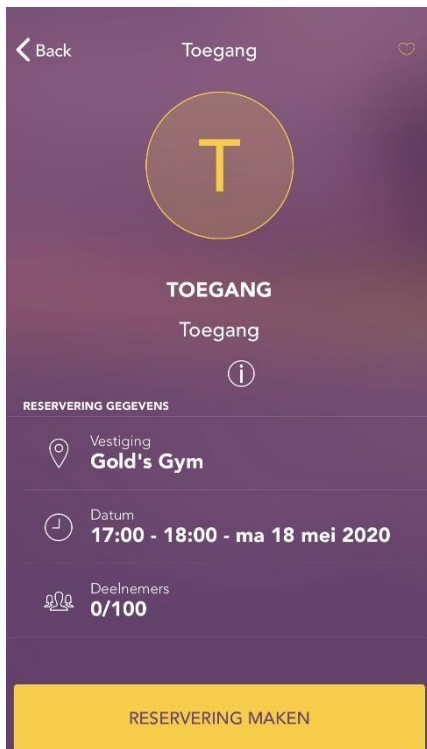 Back
Toegang
T
TOEGANG
Toegang
i
RESERVERING GEGEVENS
Vestiging
Gold's Gym
Datum
17:00 - 18:00 - ma 18 mei 2020
Deelnemers
0/100
RESERVERING MAKEN